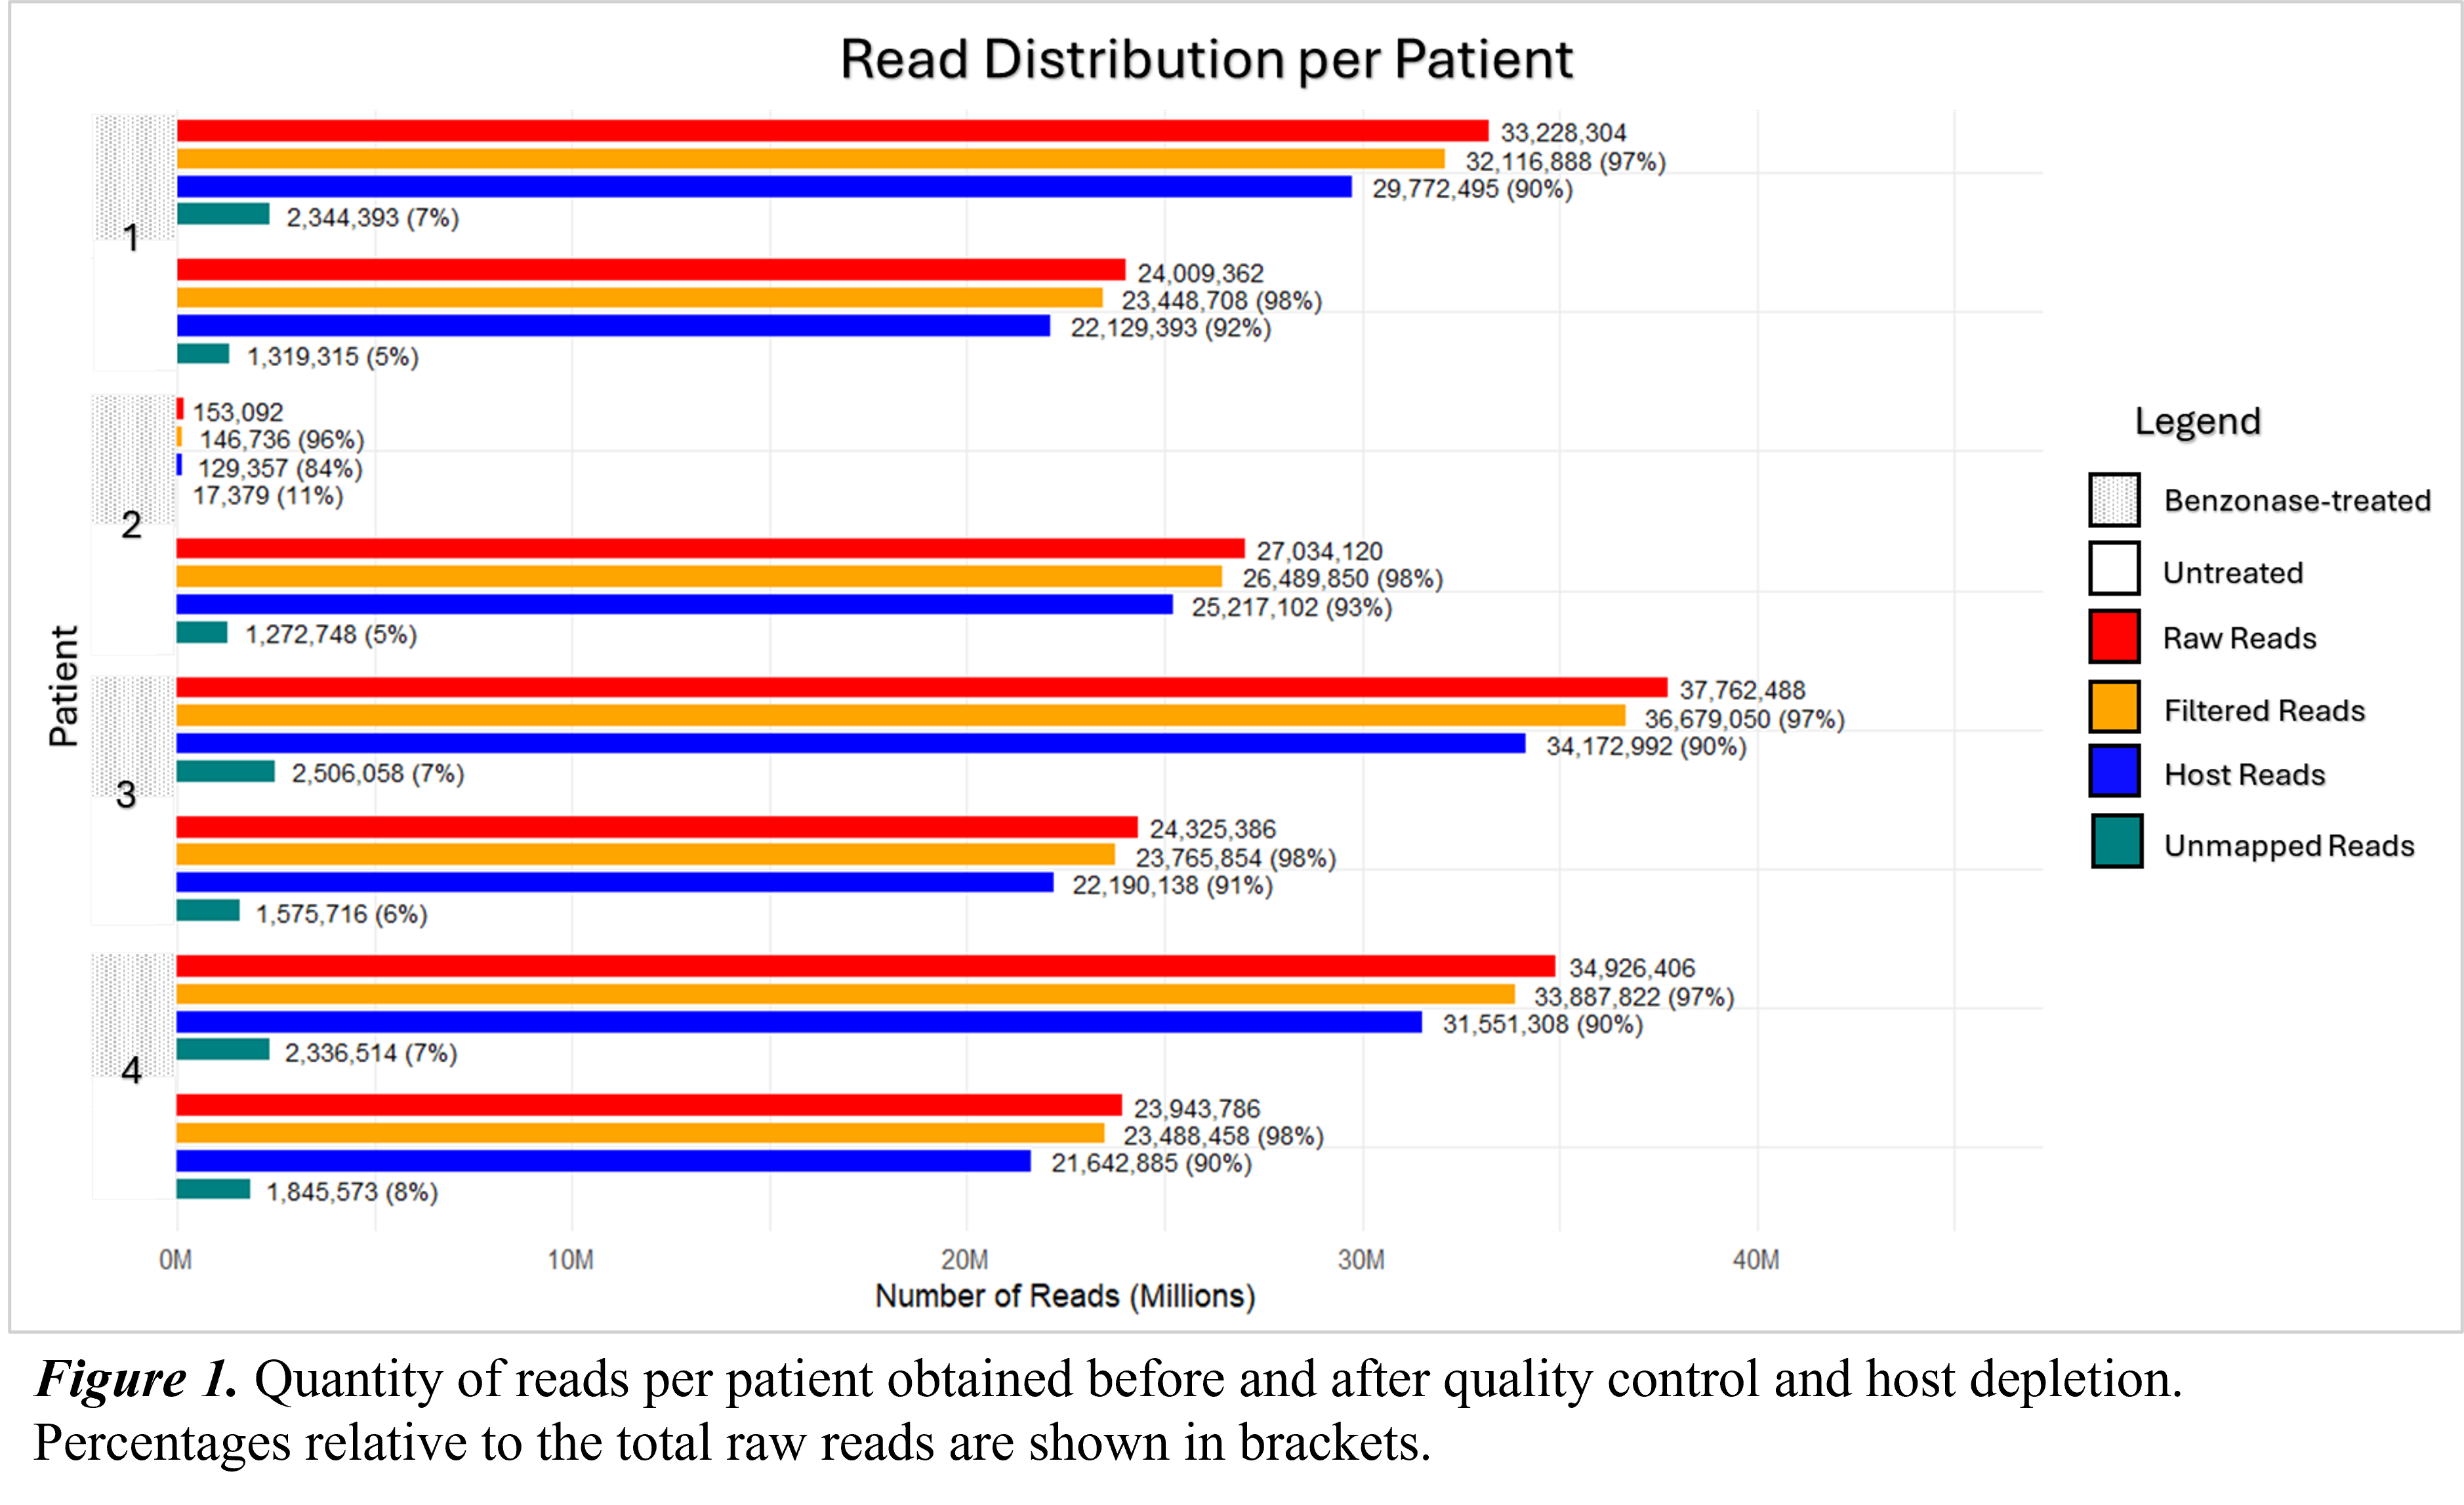 Read Distribution per Patient
Patient
1
33,228,304
32,116,888 (97%)
29,772,495 (90%)
2,344,393 (7%)
24,009,362
23,448,708 (98%)
22,129,393 (92%)
1,319,315 (5%)
2
153,092
146,736 (96%)
129,357 (84%)
17,379 (11%)
27,034,120
26,489,850 (98%)
25,217,102 (93%)
1,272,748 (5%)
3
37,762,488
36,679,050 (97%)
34,172,992 (90%)
2,506,058 (7%)
24,325,386
23,765,854 (98%)
22,190,138 (91%)
1,575,716 (6%)
4
34,926,406
33,887,822 (97%)
31,551,308 (90%)
2,336,514 (7%)
23,943,786
23,488,458 (98%)
21,642,885 (90%)
1,845,573 (8%)
0M 10M 20M 30M 40M
Number of Reads (Millions)
Legend
Benzonase-treated
Untreated
Raw Reads
Filtered Reads
Host Reads
Unmapped Reads
Figure 1. Quantity of reads per patient obtained before and after quality control and host depletion.
Percentages relative to the total raw reads are shown in brackets.